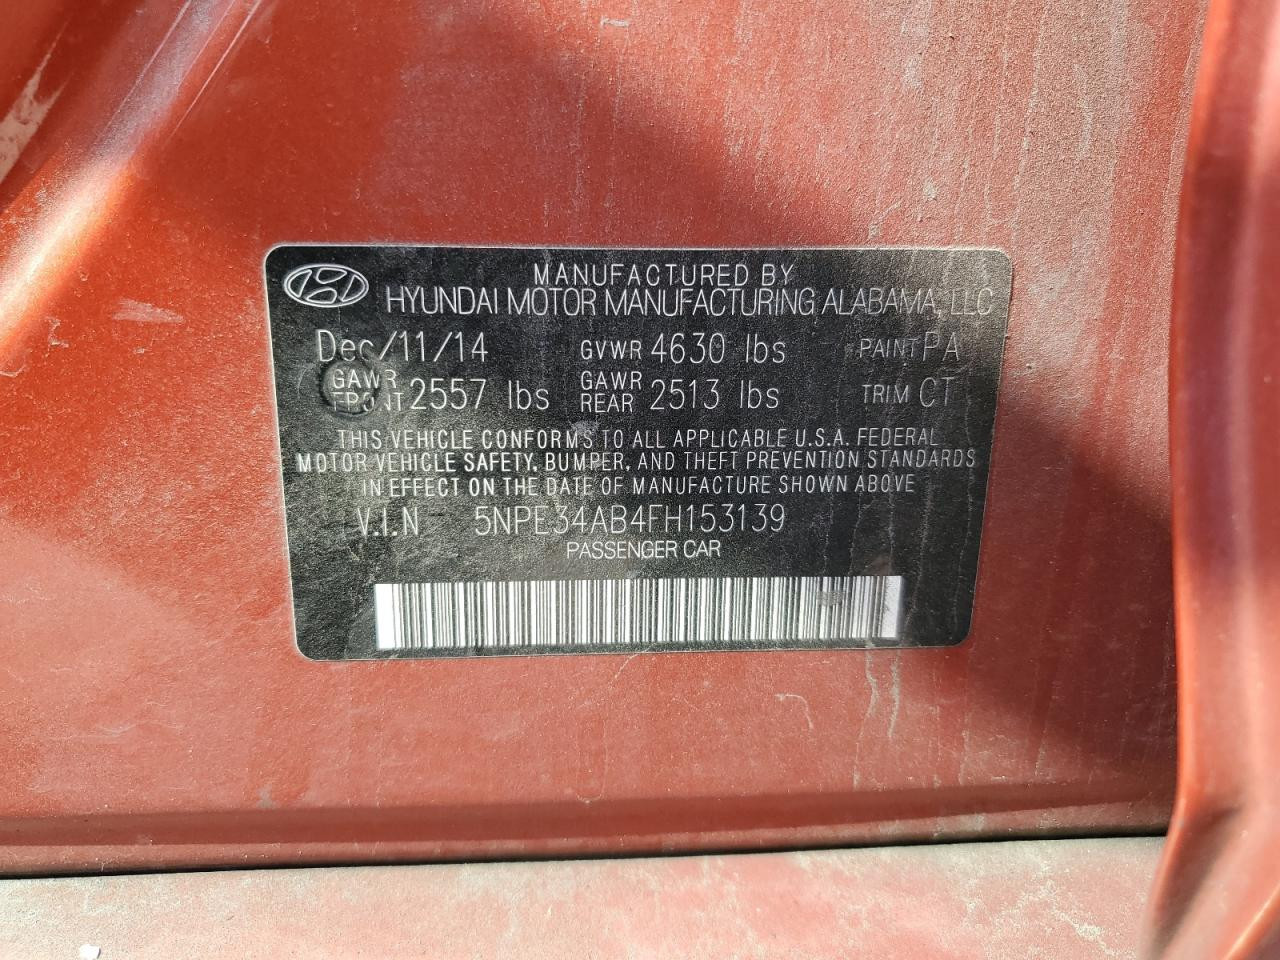 MANUFACTURED BY
HYUNDAI MOTOR MANUFACTURING ALABAMA, LLC
Dec/11/14 GVWR 4630 lbs PAINT PA
GAWR FRONT 2557 lbs GAWR REAR 2513 lbs TRIM CT
THIS VEHICLE CONFORMS TO ALL APPLICABLE U.S.A. FEDERAL
MOTOR VEHICLE SAFETY, BUMPER, AND THEFT PREVENTION STANDARDS
IN EFFECT ON THE DATE OF MANUFACTURE SHOWN ABOVE
V.I.N 5NPE34AB4FH153139
PASSENGER CAR